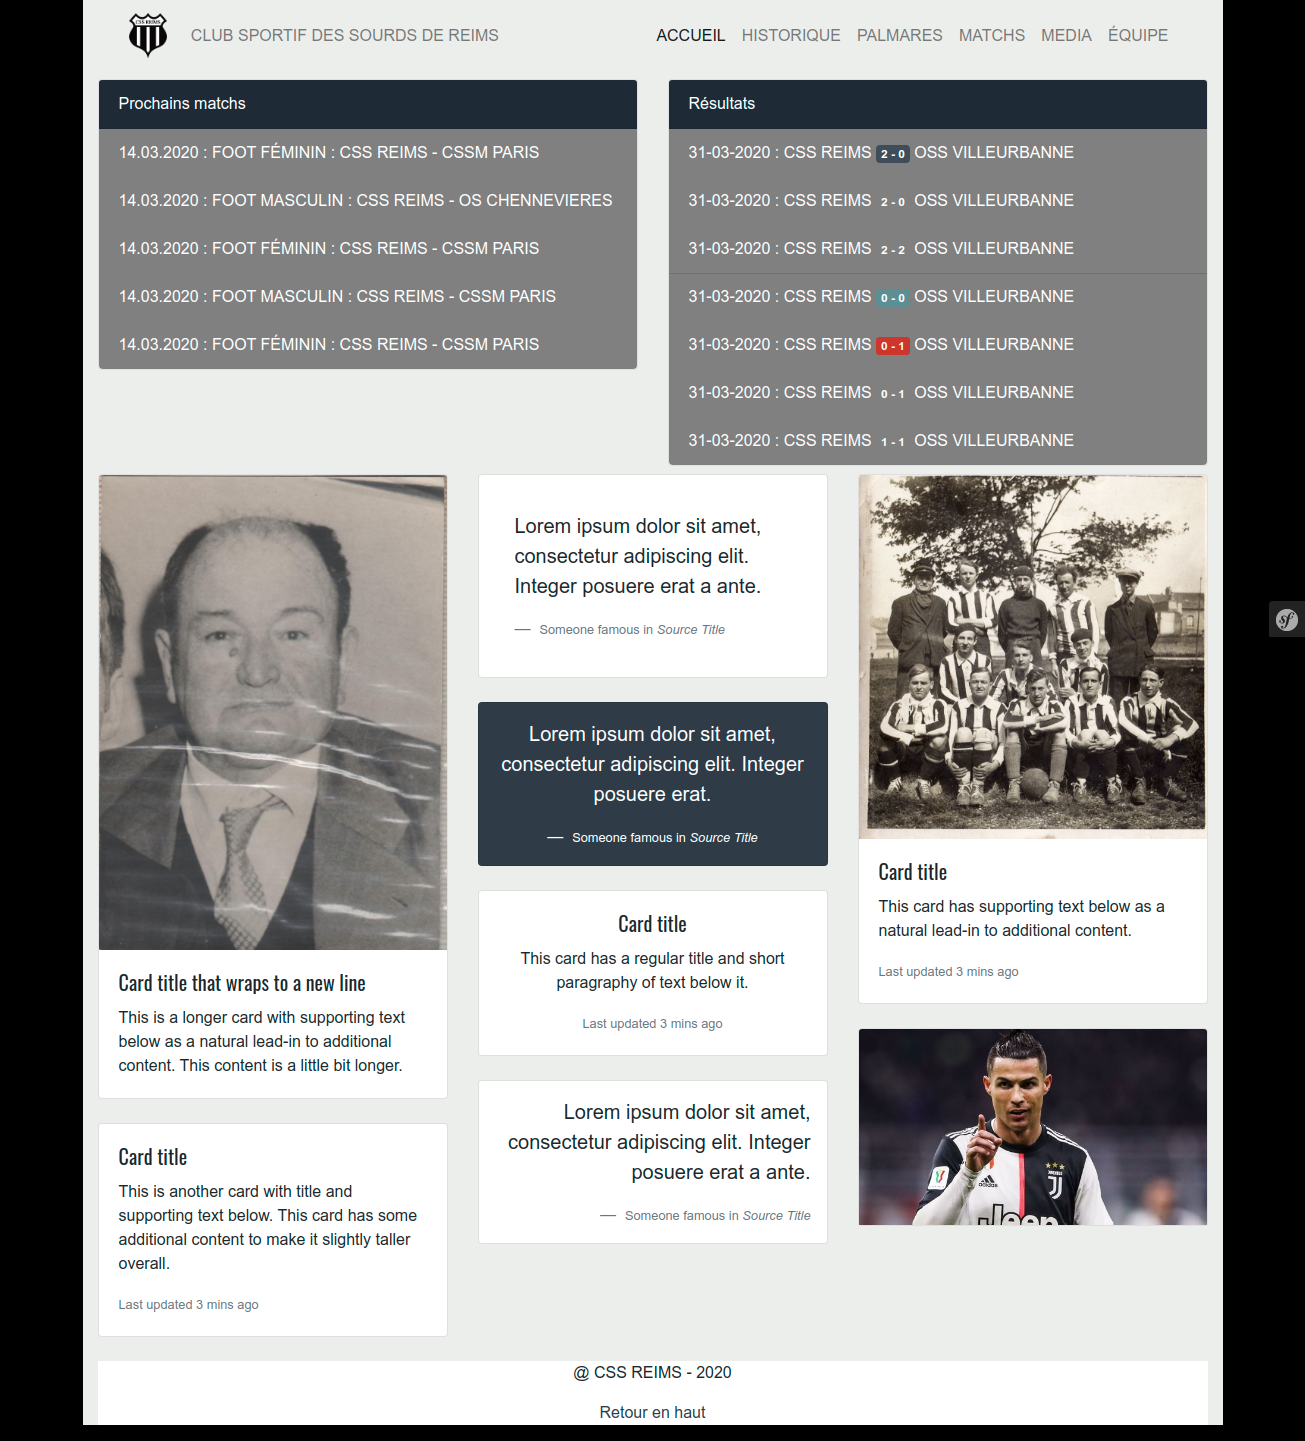 CSS REIMS
CLUB SPORTIF DES SOURDS DE REIMS
ACCUEIL HISTORIQUE PALMARES MATCHS MEDIA ÉQUIPE
Prochains matchs
14.03.2020 : FOOT FÉMININ : CSS REIMS - CSSM PARIS
14.03.2020 : FOOT MASCULIN : CSS REIMS - OS CHENNEVIERES
14.03.2020 : FOOT FÉMININ : CSS REIMS - CSSM PARIS
14.03.2020 : FOOT MASCULIN : CSS REIMS - CSSM PARIS
14.03.2020 : FOOT FÉMININ : CSS REIMS - CSSM PARIS
Résultats
31-03-2020 : CSS REIMS 2 - 0 OSS VILLEURBANNE
31-03-2020 : CSS REIMS 2 - 0 OSS VILLEURBANNE
31-03-2020 : CSS REIMS 2 - 2 OSS VILLEURBANNE
31-03-2020 : CSS REIMS 0 - 0 OSS VILLEURBANNE
31-03-2020 : CSS REIMS 0 - 1 OSS VILLEURBANNE
31-03-2020 : CSS REIMS 0 - 1 OSS VILLEURBANNE
31-03-2020 : CSS REIMS 1 - 1 OSS VILLEURBANNE
Card title that wraps to a new line
This is a longer card with supporting text
below as a natural lead-in to additional
content. This content is a little bit longer.
Card title
This is another card with title and
supporting text below. This card has some
additional content to make it slightly taller
overall.
Last updated 3 mins ago
Lorem ipsum dolor sit amet,
consectetur adipiscing elit.
Integer posuere erat a ante.
— Someone famous in Source Title
Lorem ipsum dolor sit amet,
consectetur adipiscing elit. Integer
posuere erat.
— Someone famous in Source Title
Card title
This card has a regular title and short
paragraphy of text below it.
Last updated 3 mins ago
Lorem ipsum dolor sit amet,
consectetur adipiscing elit. Integer
posuere erat a ante.
— Someone famous in Source Title
Card title
This card has supporting text below as a
natural lead-in to additional content.
Last updated 3 mins ago
adidas
JUVENTUS
Jeep
sf
@ CSS REIMS - 2020
Retour en haut